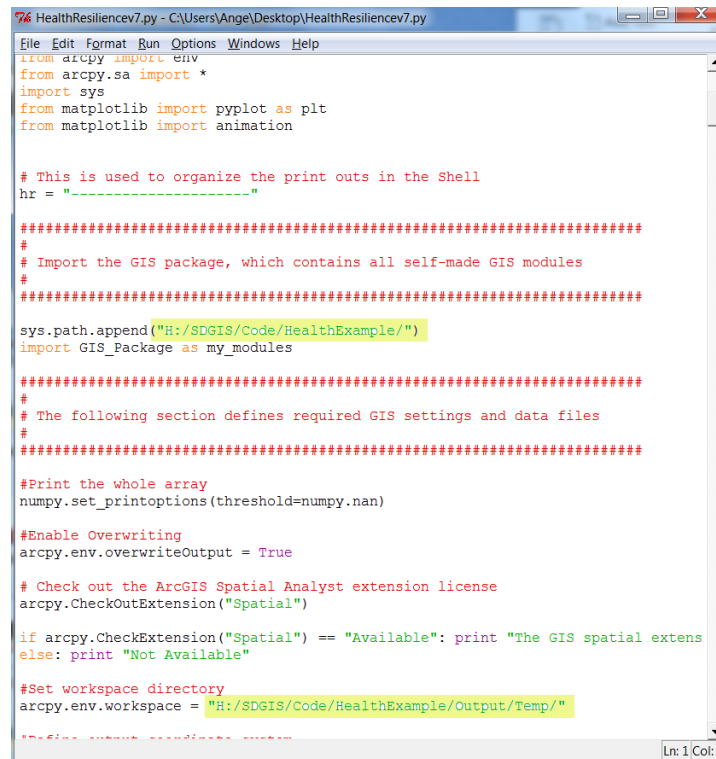 HealthResiliencev7.py - C:\Users\Ange\Desktop\HealthResiliencev7.py
File Edit Format Run Options Windows Help
from arcpy import env
from arcpy.sa import *
import sys
from matplotlib import pyplot as plt
from matplotlib import animation
# This is used to organize the print outs in the Shell
hr = "---------------------"
#########################################################################
#
# Import the GIS package, which contains all self-made GIS modules
#
#########################################################################
sys.path.append("H:/SDGIS/Code/HealthExample/")
import GIS_Package as my_modules
#########################################################################
#
# The following section defines required GIS settings and data files
#
#########################################################################
#Print the whole array
numpy.set_printoptions(threshold=numpy.nan)
#Enable Overwriting
arcpy.env.overwriteOutput = True
# Check out the ArcGIS Spatial Analyst extension license
arcpy.CheckOutExtension("Spatial")
if arcpy.CheckExtension("Spatial") == "Available": print "The GIS spatial extens
else: print "Not Available"
#Set workspace directory
arcpy.env.workspace = "H:/SDGIS/Code/HealthExample/Output/Temp/"
Ln: 1 Col: